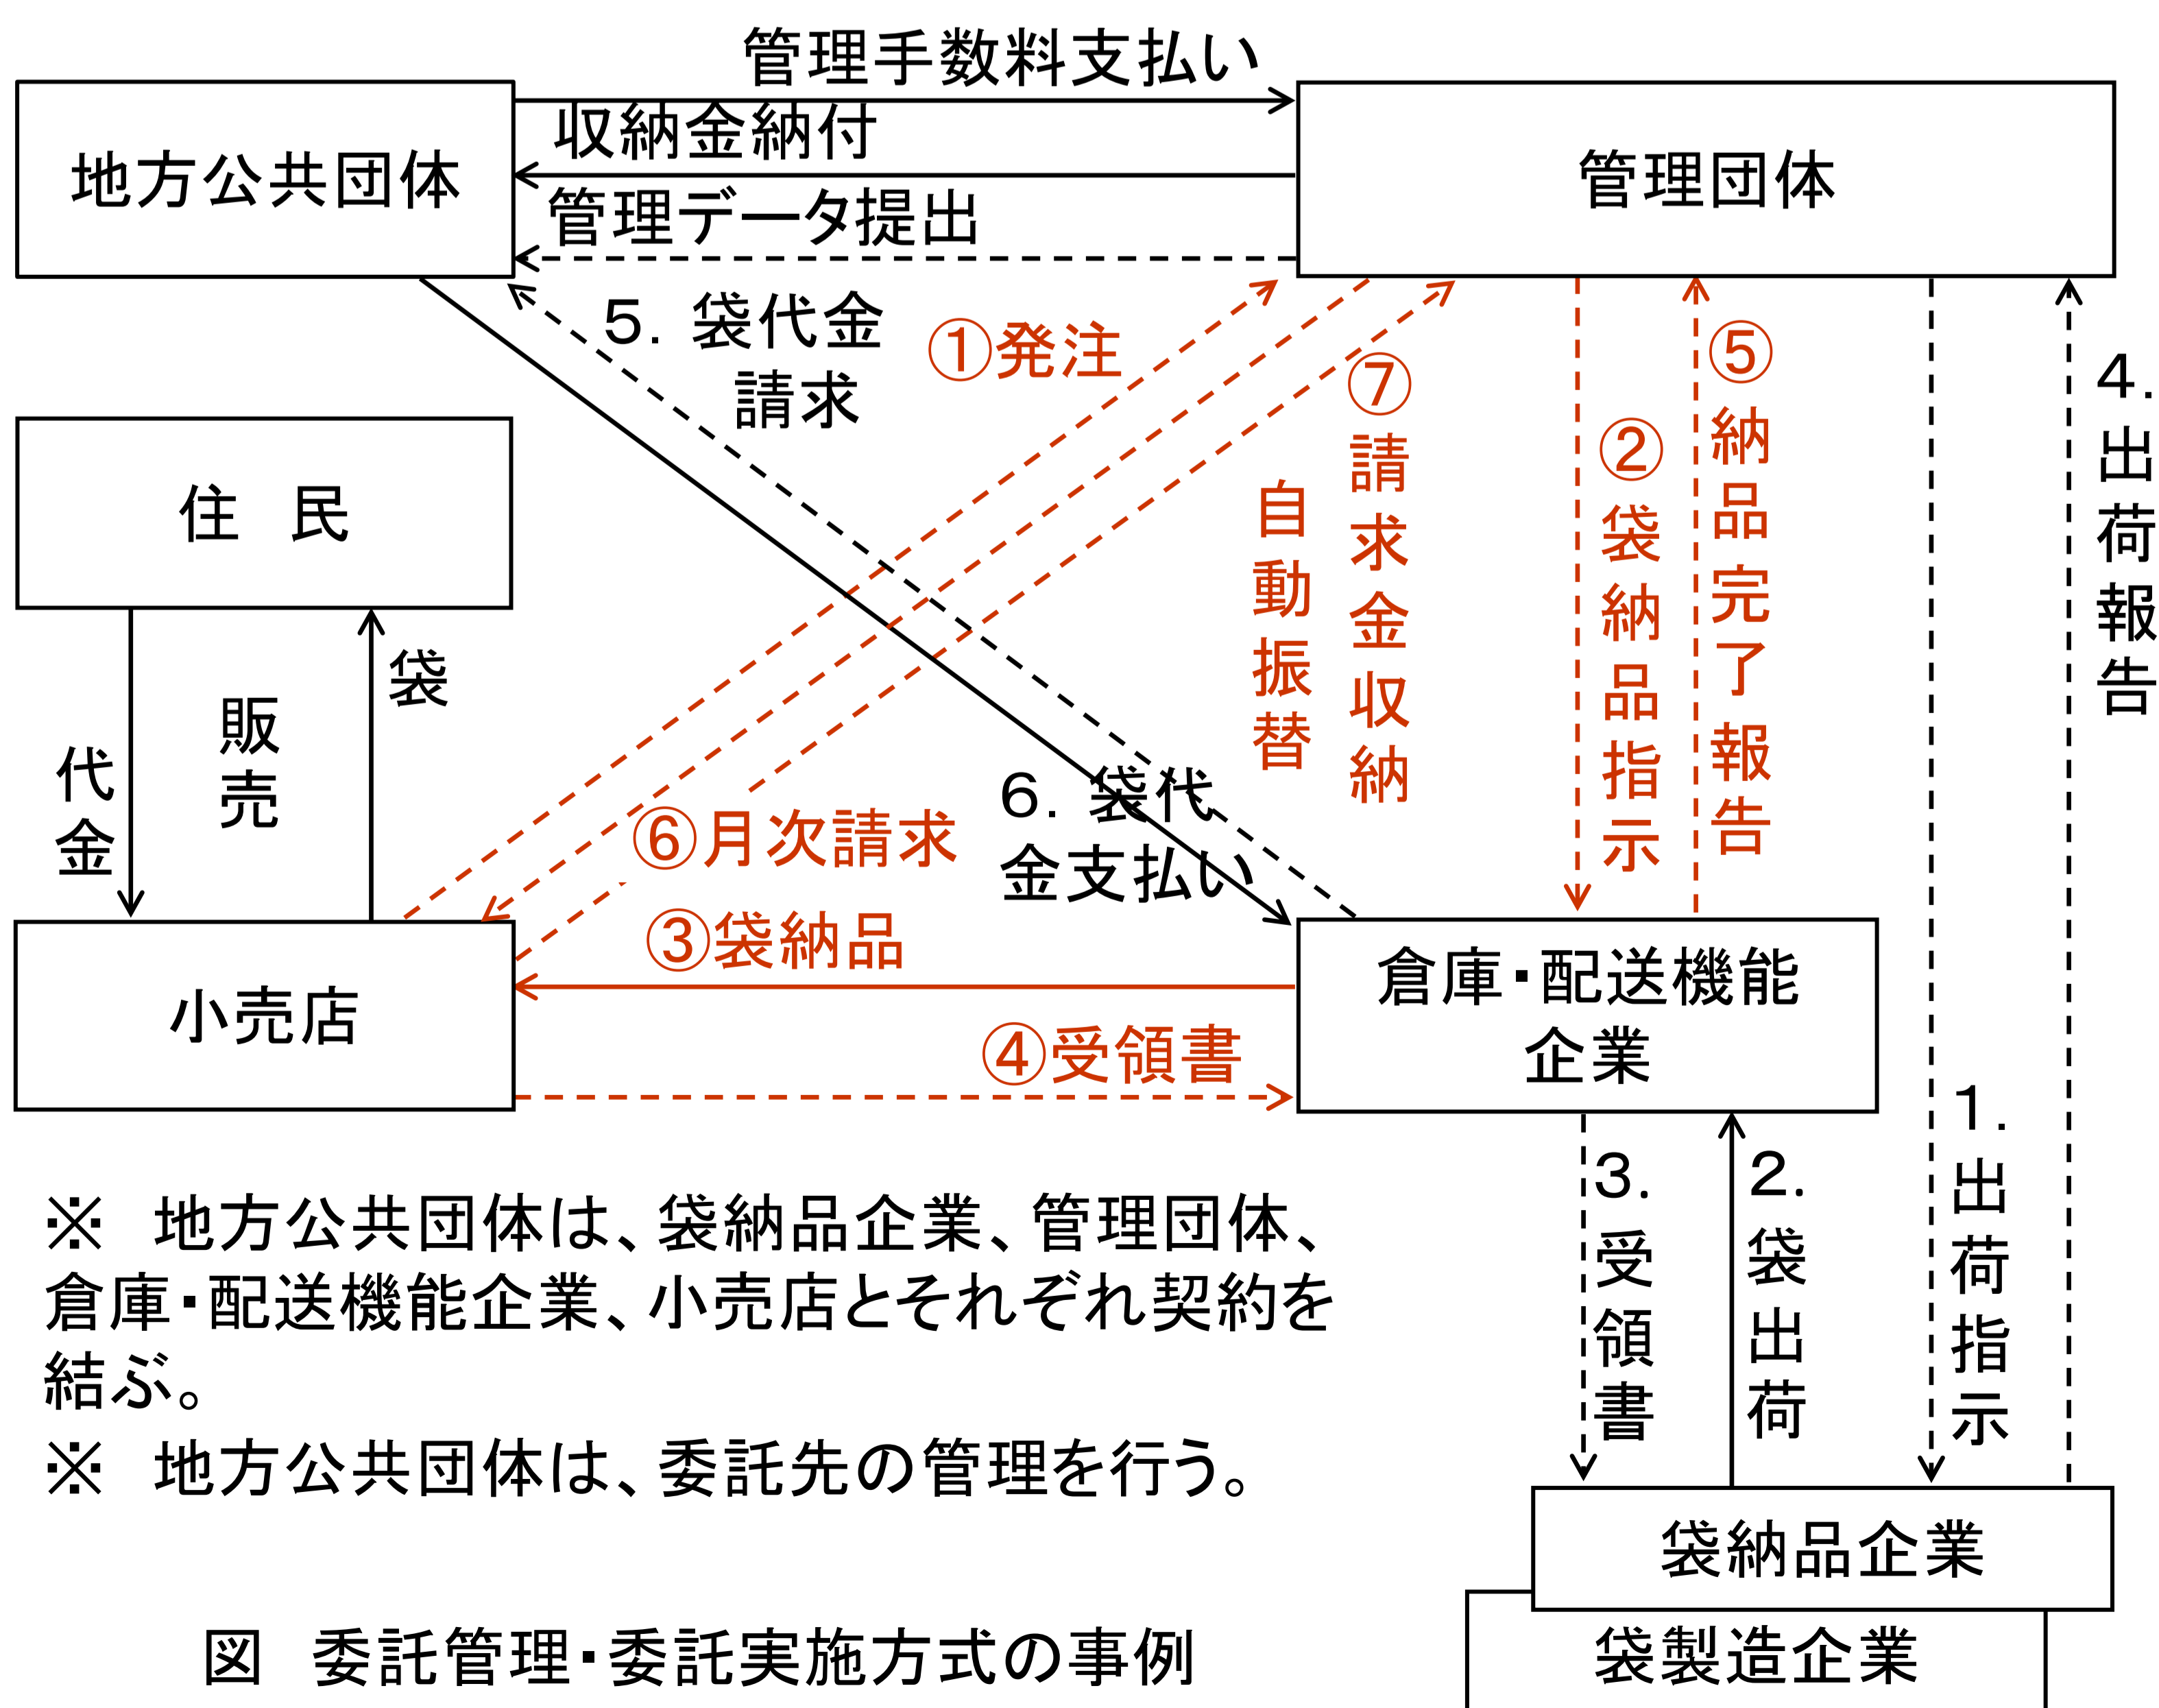 管理手数料支払い
地方公共団体
収納金納付
管理団体
管理データ提出
5. 袋代金
請求
①発注
⑦請求金収納
自動振替
②袋納品指示
⑤納品完了報告
4.出荷報告
住 民
代金
販売
袋
6. 袋代
金支払い
⑥月次請求
③袋納品
小売店
④受領書
倉庫・配送機能
企業
3.受領書
2.袋出荷
1.出荷指示
※ 地方公共団体は、袋納品企業、管理団体、
倉庫・配送機能企業、小売店とそれぞれ契約を
結ぶ。
※ 地方公共団体は、委託先の管理を行う。
袋納品企業
袋製造企業
図 委託管理・委託実施方式の事例